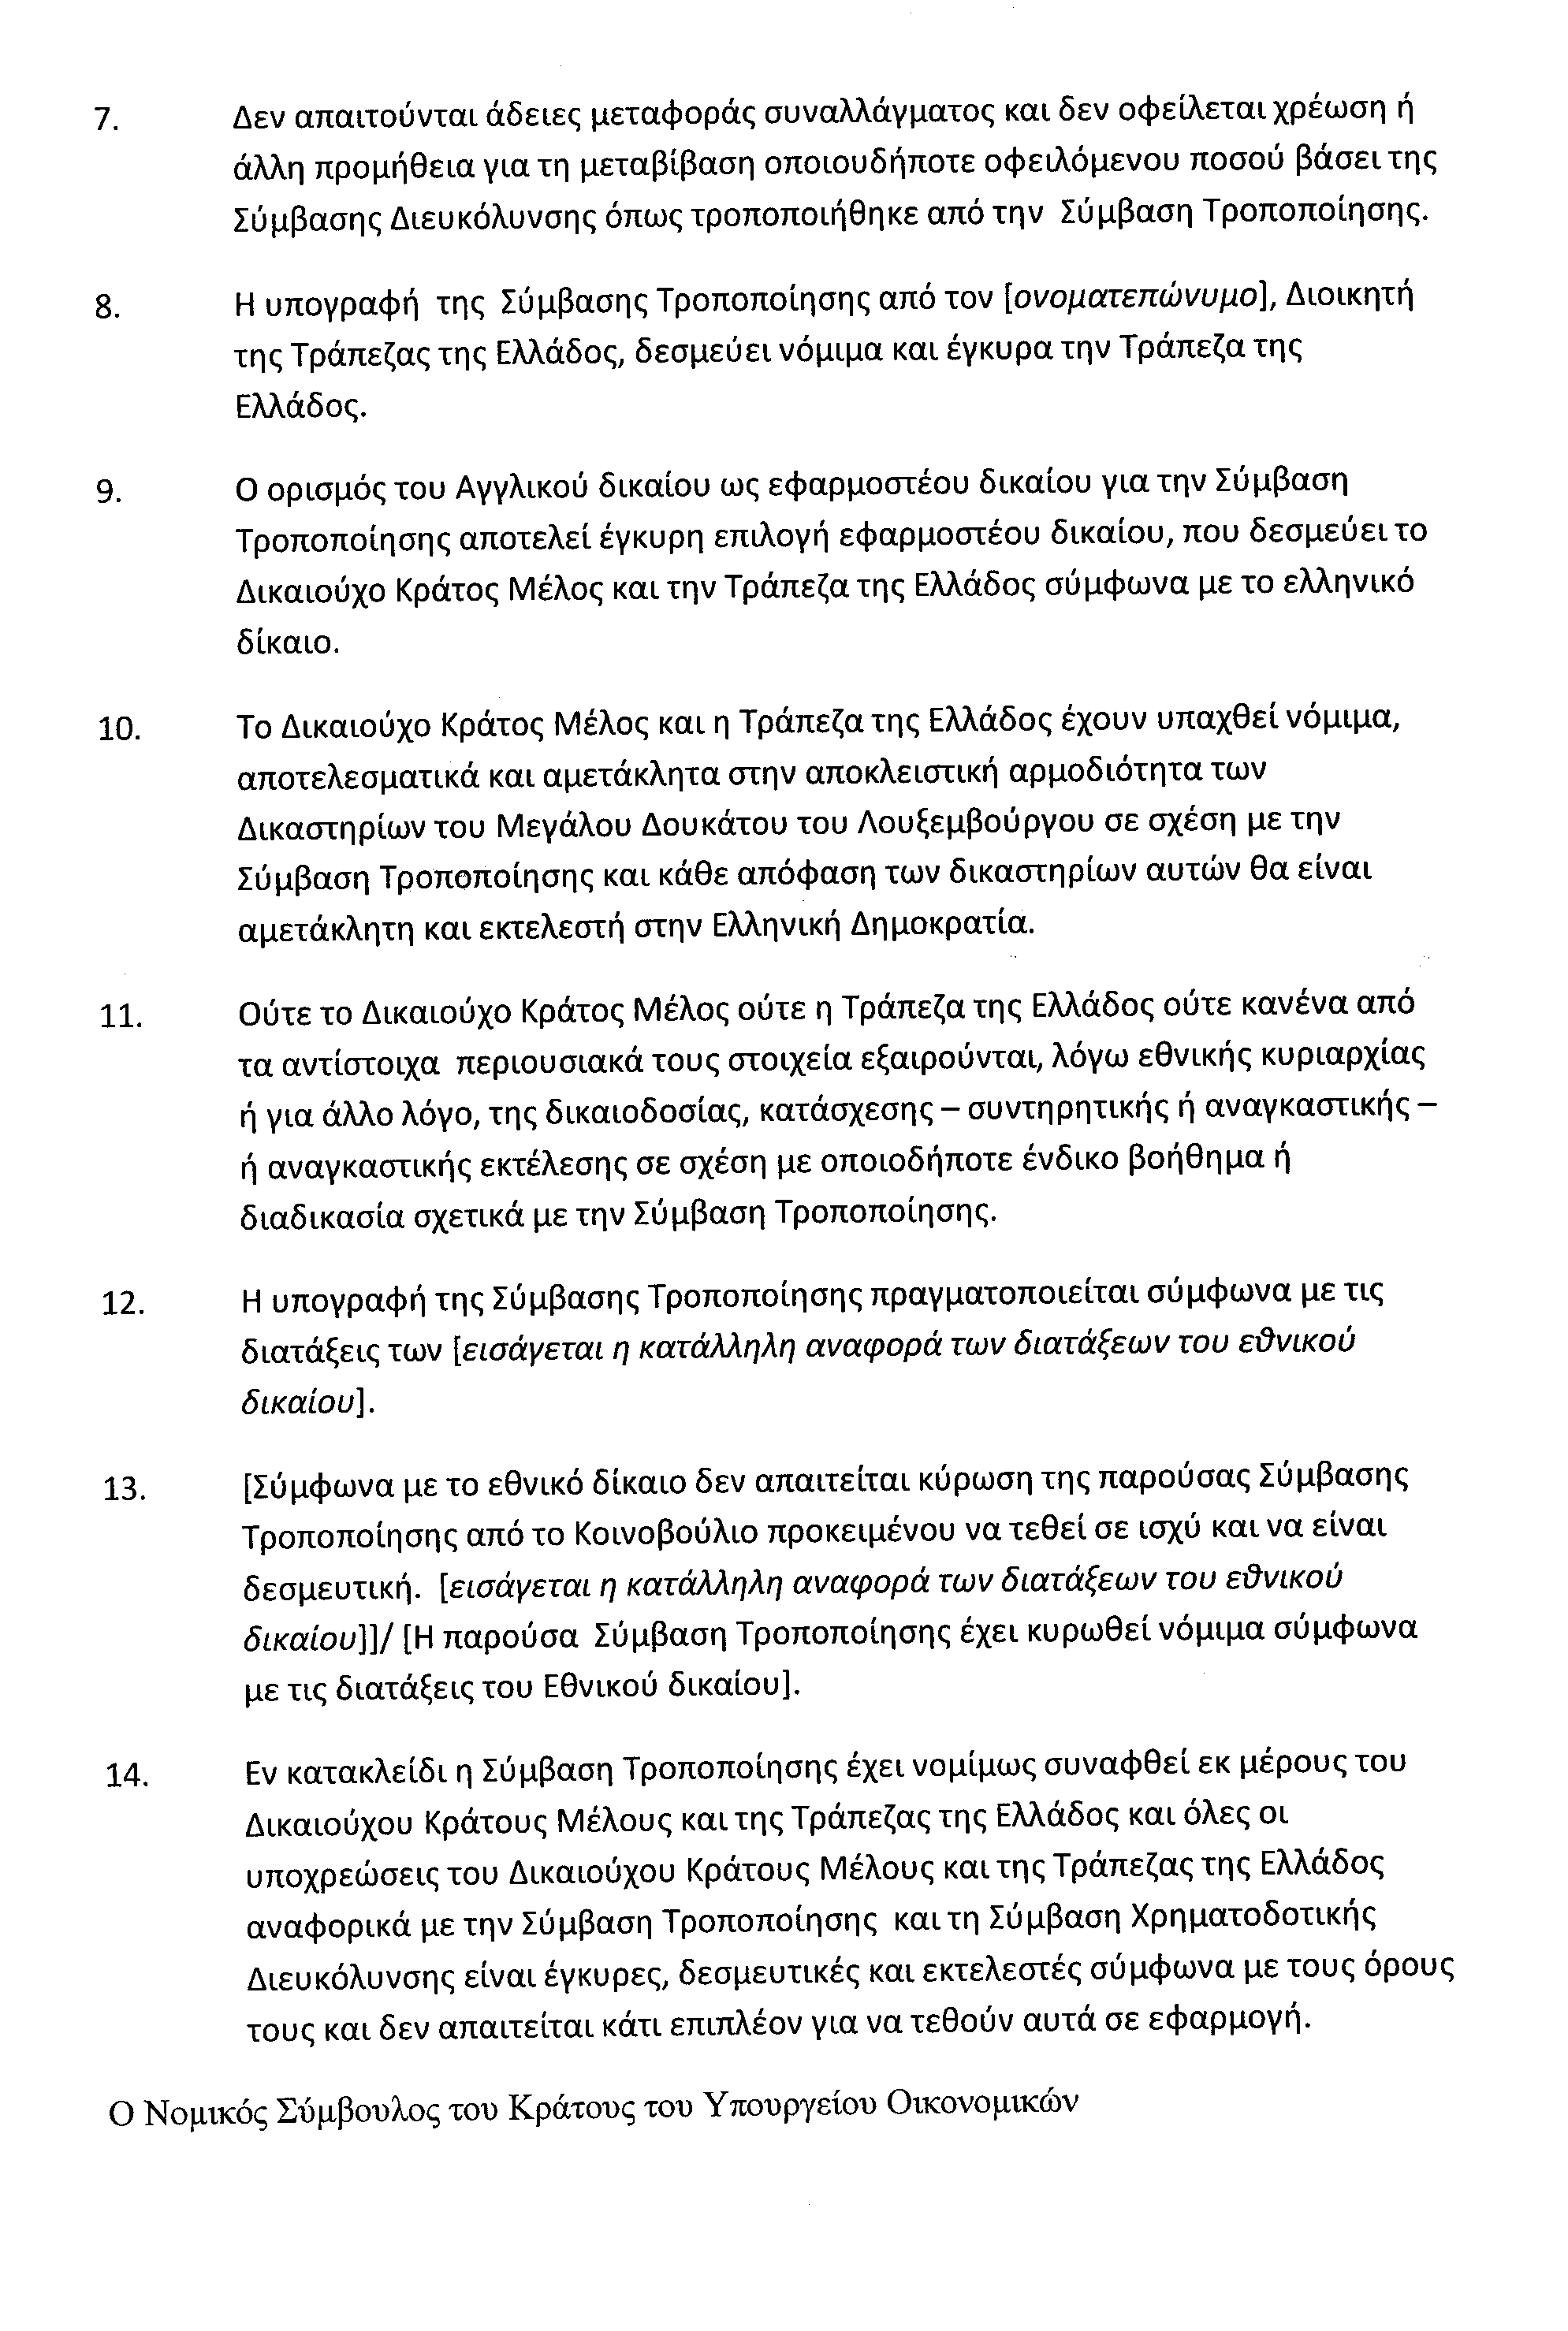 7. Δεν απαιτούνται άδειες μεταφοράς συναλλάγματος και δεν οφείλεται χρέωση ή
άλλη προμήθεια για τη μεταβίβαση οποιουδήποτε οφειλόμενου ποσού βάσει της
Σύμβασης Διευκόλυνσης όπως τροποποιήθηκε από την Σύμβαση Τροποποίησης.
8. Η υπογραφή της Σύμβασης Τροποποίησης από τον [ονοματεπώνυμο], Διοικητή
της Τράπεζας της Ελλάδος, δεσμεύει νόμιμα και έγκυρα την Τράπεζα της
Ελλάδος.
9. Ο ορισμός του Αγγλικού δικαίου ως εφαρμοστέου δικαίου για την Σύμβαση
Τροποποίησης αποτελεί έγκυρη επιλογή εφαρμοστέου δικαίου, που δεσμεύει το
Δικαιούχο Κράτος Μέλος και την Τράπεζα της Ελλάδος σύμφωνα με το ελληνικό
δίκαιο.
10. Το Δικαιούχο Κράτος Μέλος και η Τράπεζα της Ελλάδος έχουν υπαχθεί νόμιμα,
αποτελεσματικά και αμετάκλητα στην αποκλειστική αρμοδιότητα των
Δικαστηρίων του Μεγάλου Δουκάτου του Λουξεμβούργου σε σχέση με την
Σύμβαση Τροποποίησης και κάθε απόφαση των δικαστηρίων αυτών θα είναι
αμετάκλητη και εκτελεστή στην Ελληνική Δημοκρατία.
11. Ούτε το Δικαιούχο Κράτος Μέλος ούτε η Τράπεζα της Ελλάδος ούτε κανένα από
τα αντίστοιχα περιουσιακά τους στοιχεία εξαιρούνται, λόγω εθνικής κυριαρχίας
ή για άλλο λόγο, της δικαιοδοσίας, κατάσχεσης – συντηρητικής ή αναγκαστικής –
ή αναγκαστικής εκτέλεσης σε σχέση με οποιοδήποτε ένδικο βοήθημα ή
διαδικασία σχετικά με την Σύμβαση Τροποποίησης.
12. Η υπογραφή της Σύμβασης Τροποποίησης πραγματοποιείται σύμφωνα με τις
διατάξεις των [εισάγεται η κατάλληλη αναφορά των διατάξεων του εθνικού
δικαίου].
13. [Σύμφωνα με το εθνικό δίκαιο δεν απαιτείται κύρωση της παρούσας Σύμβασης
Τροποποίησης από το Κοινοβούλιο προκειμένου να τεθεί σε ισχύ και να είναι
δεσμευτική. [εισάγεται η κατάλληλη αναφορά των διατάξεων του εθνικού
δικαίου]]/ [Η παρούσα Σύμβαση Τροποποίησης έχει κυρωθεί νόμιμα σύμφωνα
με τις διατάξεις του Εθνικού δικαίου].
14. Εν κατακλείδι η Σύμβαση Τροποποίησης έχει νομίμως συναφθεί εκ μέρους του
Δικαιούχου Κράτους Μέλους και της Τράπεζας της Ελλάδος και όλες οι
υποχρεώσεις του Δικαιούχου Κράτους Μέλους και της Τράπεζας της Ελλάδος
αναφορικά με την Σύμβαση Τροποποίησης και τη Σύμβαση Χρηματοδοτικής
Διευκόλυνσης είναι έγκυρες, δεσμευτικές και εκτελεστές σύμφωνα με τους όρους
τους και δεν απαιτείται κάτι επιπλέον για να τεθούν αυτά σε εφαρμογή.
Ο Νομικός Σύμβουλος του Κράτους του Υπουργείου Οικονομικών